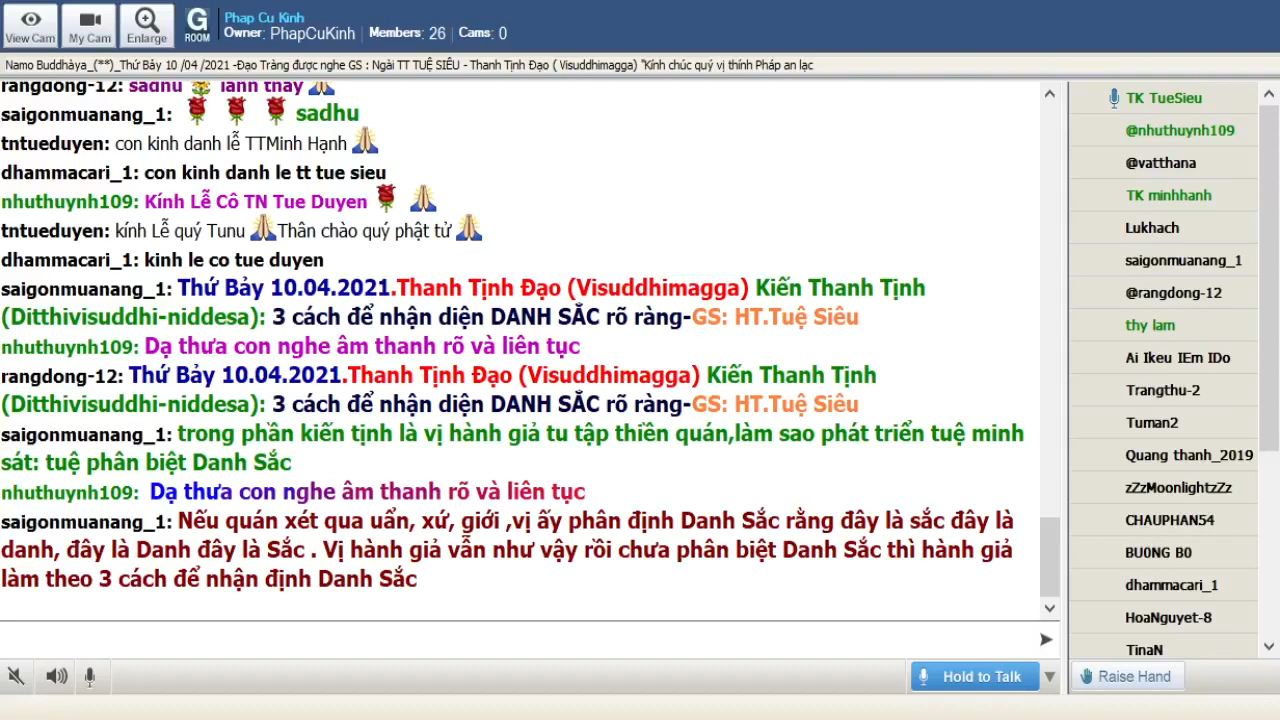 View Cam
My Cam
Enlarge
G
ROOM
Phap Cu Kinh
Owner: PhapCuKinh | Members: 26 | Cams: 0
Namo Buddhàya_(**)_Thứ Bảy 10 /04 /2021 -Đạo Tràng được nghe GS : Ngài TT TUỆ SIÊU - Thanh Tịnh Đạo ( Visuddhimagga) "Kính chúc quý vị thính Pháp an lạc
rangdong-12: sadhu lành thay
saigonmuanang_1: sadhu
tntueduyen: con kinh danh lễ TTMinh Hạnh
dhammacari_1: con kinh danh le tt tue sieu
nhuthuynh109: Kính Lễ Cô TN Tue Duyen
tntueduyen: kính Lễ quý Tunu Thân chào quý phật tử
dhammacari_1: kinh le co tue duyen
saigonmuanang_1: Thứ Bảy 10.04.2021.Thanh Tịnh Đạo (Visuddhimagga) Kiến Thanh Tịnh
(Ditthivisuddhi-niddesa): 3 cách để nhận diện DANH SẮC rõ ràng-GS: HT.Tuệ Siêu
nhuthuynh109: Dạ thưa con nghe âm thanh rõ và liên tục
rangdong-12: Thứ Bảy 10.04.2021.Thanh Tịnh Đạo (Visuddhimagga) Kiến Thanh Tịnh
(Ditthivisuddhi-niddesa): 3 cách để nhận diện DANH SẮC rõ ràng-GS: HT.Tuệ Siêu
saigonmuanang_1: trong phần kiến tịnh là vị hành giả tu tập thiền quán,làm sao phát triển tuệ minh
sát: tuệ phân biệt Danh Sắc
nhuthuynh109: Dạ thưa con nghe âm thanh rõ và liên tục
saigonmuanang_1: Nếu quán xét qua uẩn, xứ, giới ,vị ấy phân định Danh Sắc rằng đây là sắc đây là
danh, đây là Danh đây là Sắc . Vị hành giả vẫn như vậy rồi chưa phân biệt Danh Sắc thì hành giả
làm theo 3 cách để nhận định Danh Sắc
Hold to Talk
TK TueSieu
@nhuthuynh109
@vatthana
TK minhhanh
Lukhach
saigonmuanang_1
@rangdong-12
thy lam
Ai Ikeu IEm IDo
Trangthu-2
Tuman2
Quang thanh_2019
zZzMoonlightzZz
CHAUPHAN54
BU0NG B0
dhammacari_1
HoaNguyet-8
TinaN
Raise Hand